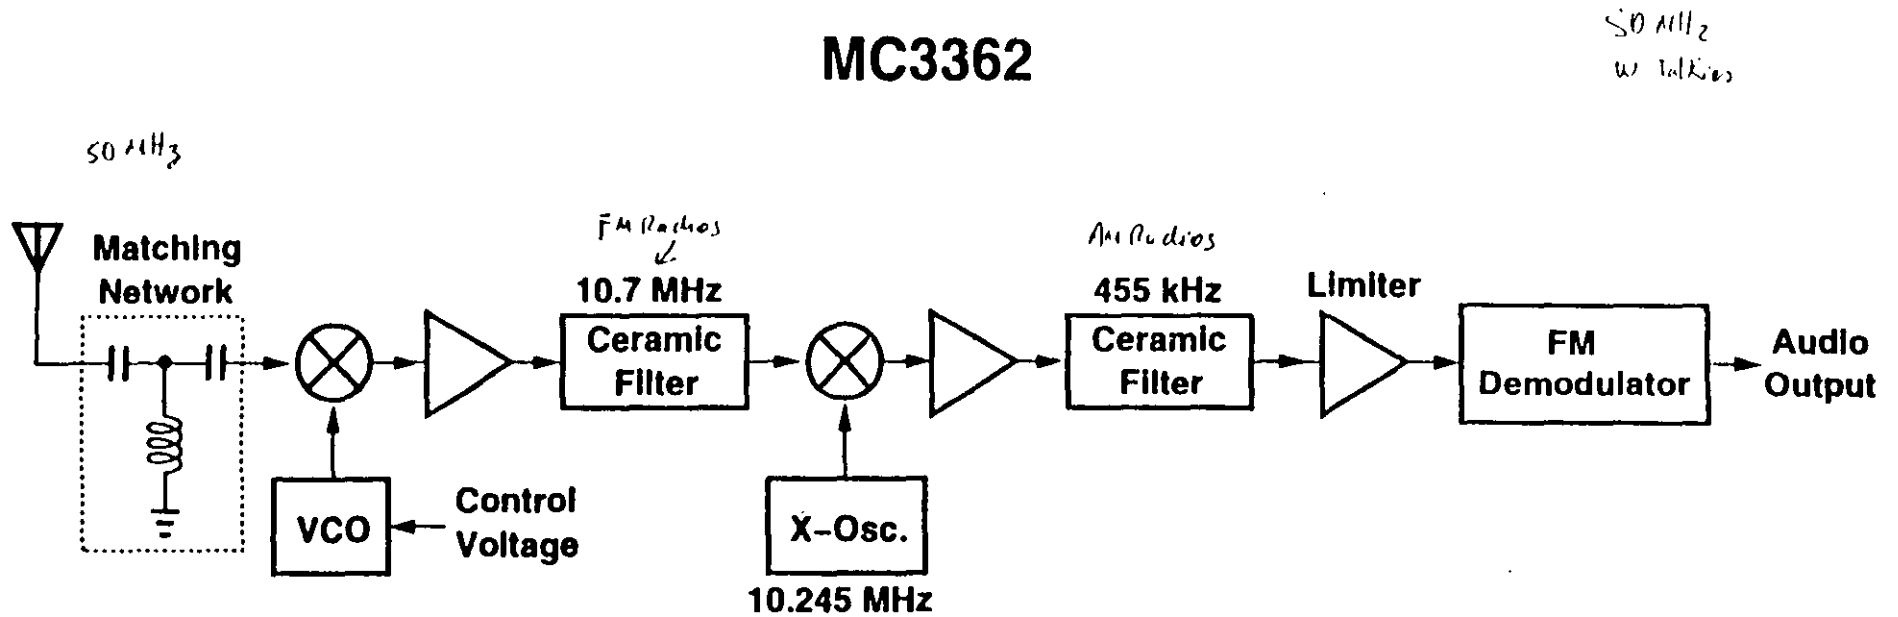 MC3362
50 MHz
W Talkies
50 MHz
Matching
Network
FM Radios
10.7 MHz
Ceramic
Filter
AM Radios
455 kHz
Ceramic
Filter
Limiter
FM
Demodulator
Audio
Output
VCO
Control
Voltage
X-Osc.
10.245 MHz